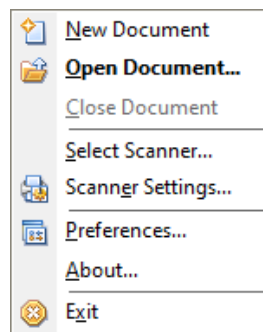 New Document
Open Document...
Close Document
Select Scanner...
Scanner Settings...
Preferences...
About...
Exit